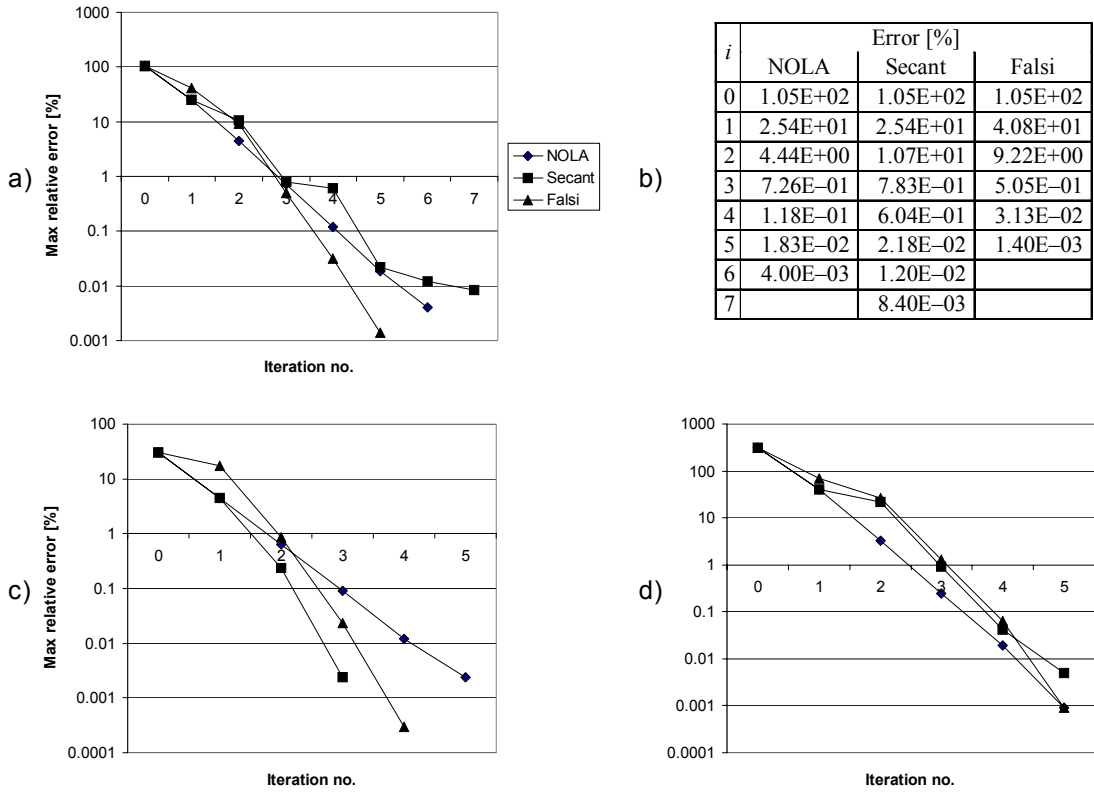 a)
Max relative error [%]
1000
100
10
1
0.1
0.01
0.001
0 1 2 3 4 5 6 7
Iteration no.
NOLA
Secant
Falsi
b)
i Error [%]
NOLA Secant Falsi
0 1.05E+02 1.05E+02 1.05E+02
1 2.54E+01 2.54E+01 4.08E+01
2 4.44E+00 1.07E+01 9.22E+00
3 7.26E–01 7.83E–01 5.05E–01
4 1.18E–01 6.04E–01 3.13E–02
5 1.83E–02 2.18E–02 1.40E–03
6 4.00E–03 1.20E–02
7 8.40E–03
c)
Max relative error [%]
100
10
1
0.1
0.01
0.001
0.0001
0 1 2 3 4 5
Iteration no.
d)
1000
100
10
1
0.1
0.01
0.001
0.0001
0 1 2 3 4 5
Iteration no.